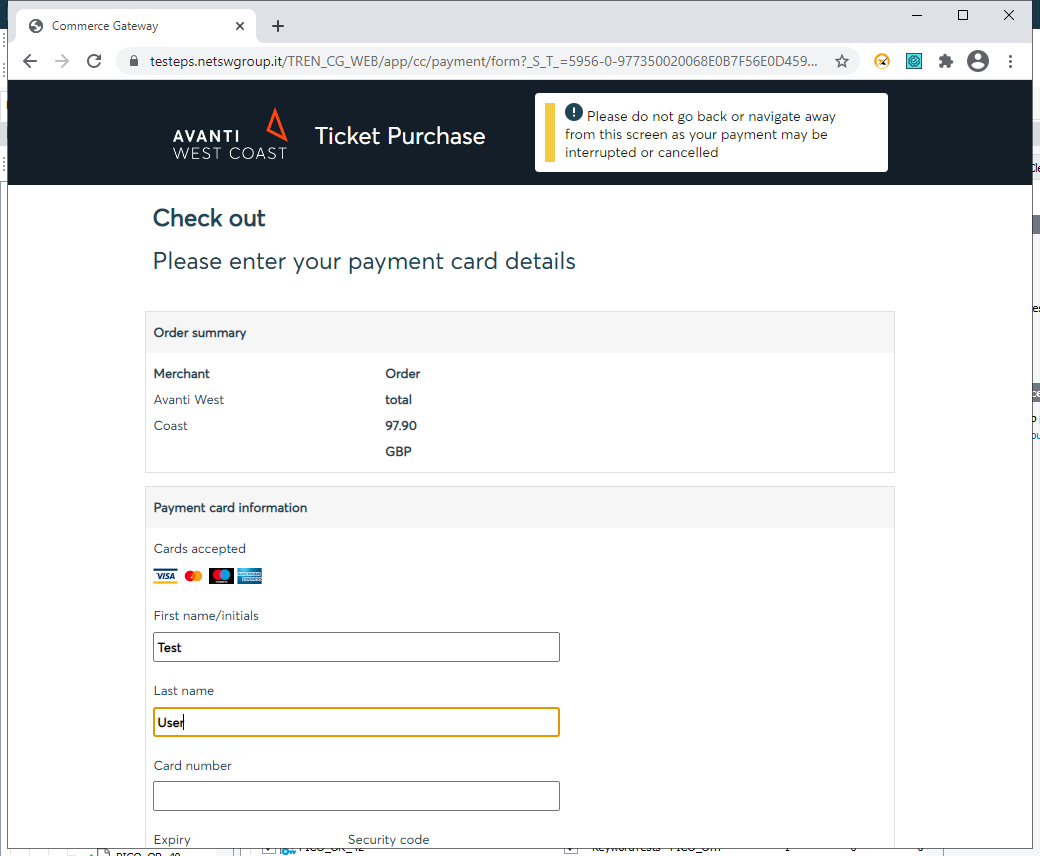 Commerce Gateway
testeps.netswgroup.it/TREN_CG_WEB/app/cc/payment/form?_S_T_=5956-0-977350020068E0B7F56E0D459...
AVANTI
WEST COAST
Ticket Purchase
Please do not go back or navigate away
from this screen as your payment may be
interrupted or cancelled
Check out
Please enter your payment card details
Order summary
Merchant
Avanti West
Coast
Order
total
97.90
GBP
Payment card information
Cards accepted
VISA
First name/initials
Test
Last name
User
Card number
Expiry
Security code